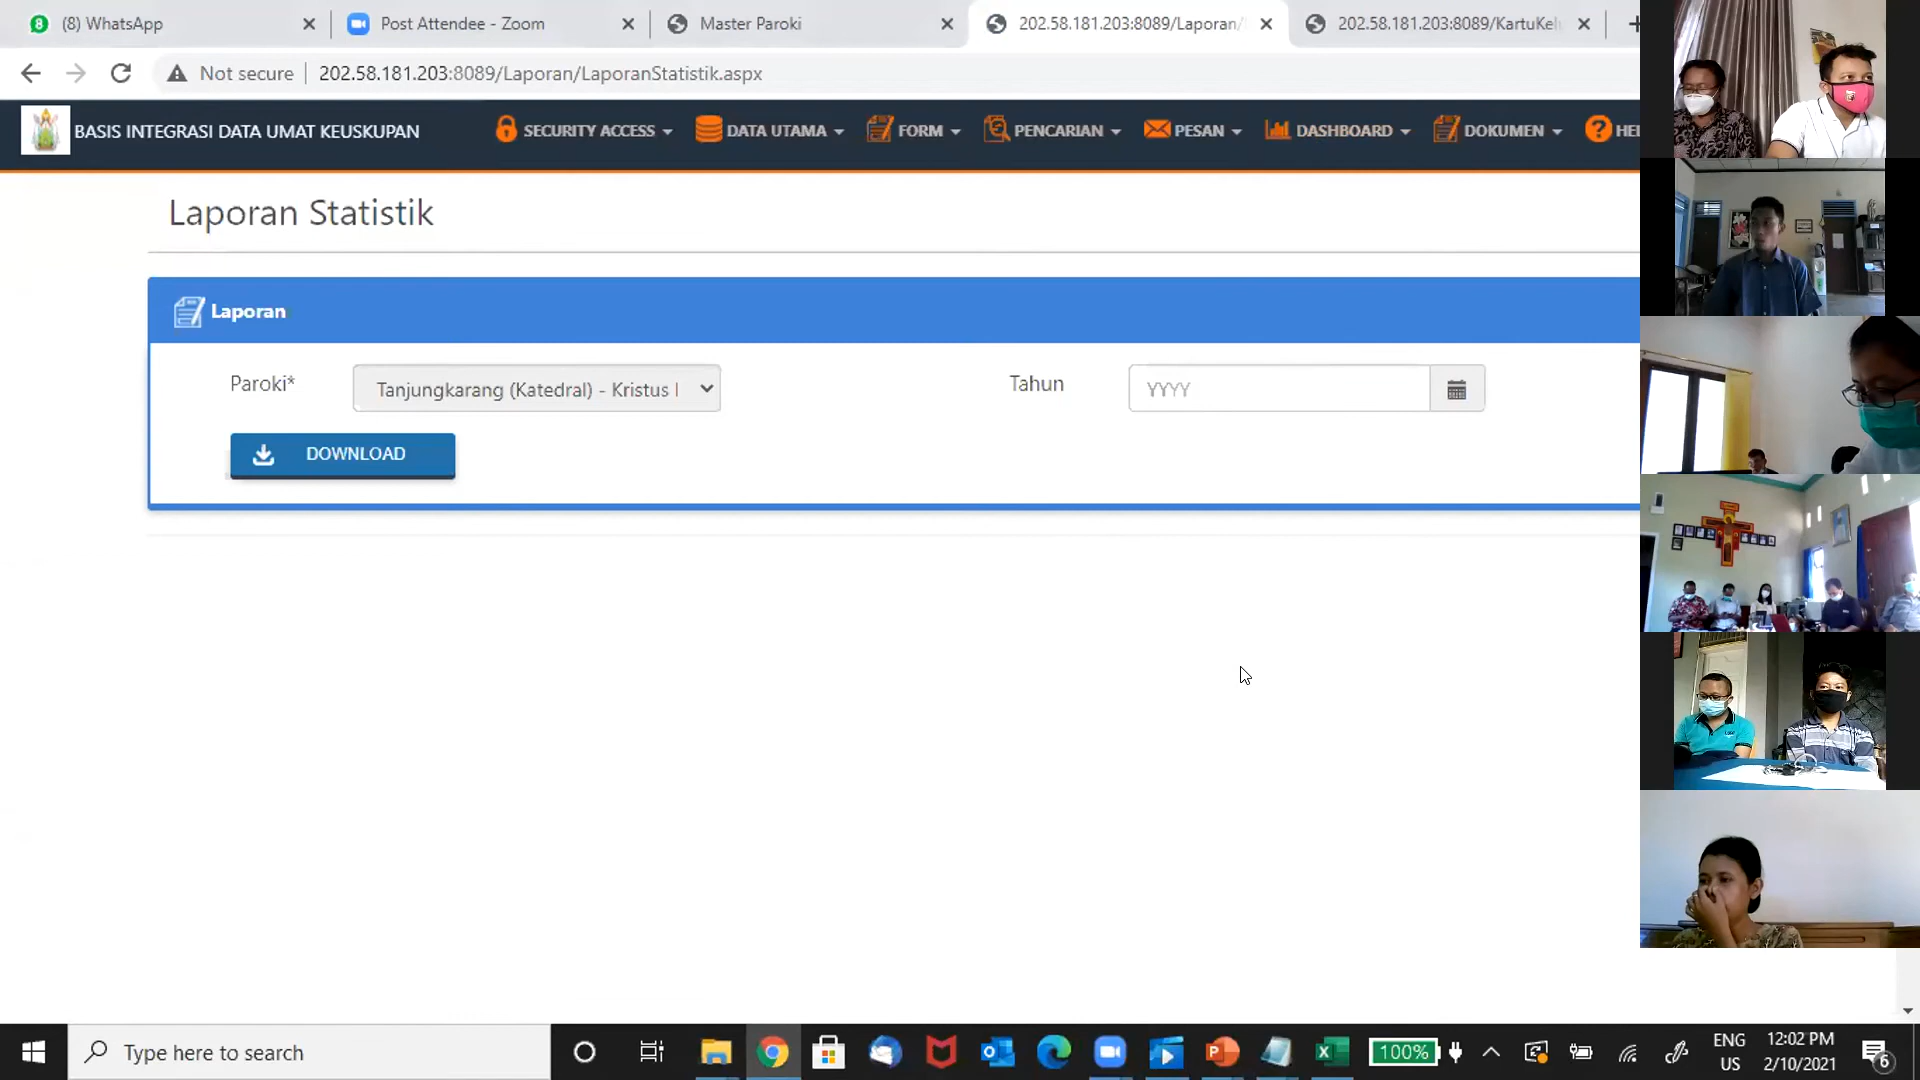 (8) WhatsApp
Post Attendee - Zoom
Master Paroki
202.58.181.203:8089/Laporan/
202.58.181.203:8089/KartuKel
Not secure
202.58.181.203:8089/Laporan/LaporanStatistik.aspx
BASIS INTEGRASI DATA UMAT KEUSKUPAN
SECURITY ACCESS
DATA UTAMA
FORM
PENCARIAN
PESAN
DASHBOARD
DOKUMEN
HEL
Laporan Statistik
Laporan
Paroki*
Tanjungkarang (Katedral) - Kristus
Tahun
YYYY
DOWNLOAD
Type here to search
100%
ENG
US
12:02 PM
2/10/2021
6